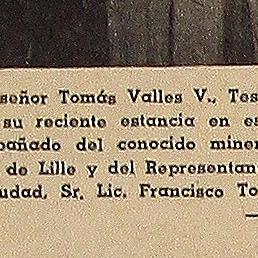 señor Tomás Valles V., Tes
su reciente estancia en es
pañado del conocido miner
de Lille y del Representan
udad, Sr. Lic. Francisco To